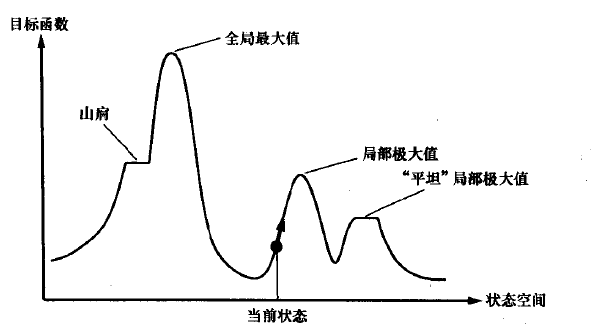 目标函数
全局最大值
山肩
局部极大值
“平坦”局部极大值
状态空间
当前状态